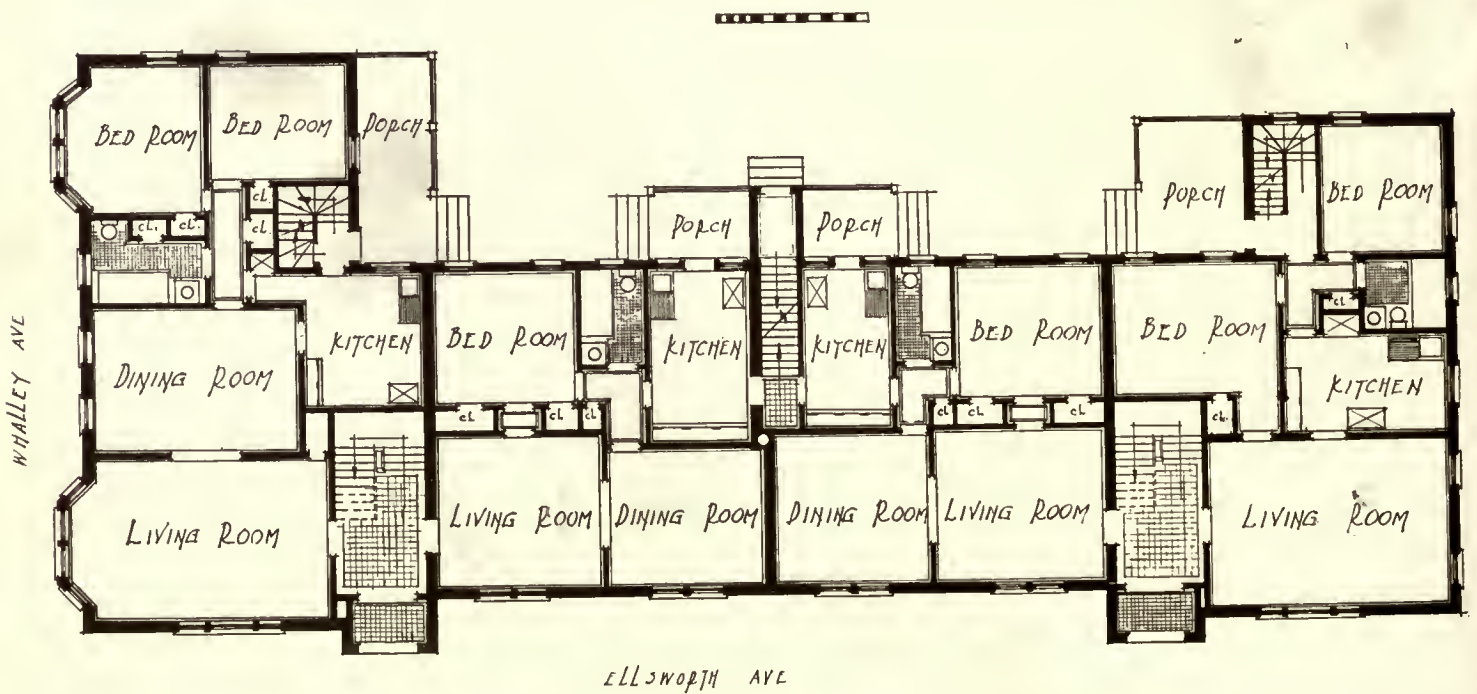 BED ROOM
BED ROOM
PORCH
PORCH
BED ROOM
cL.
cL.
cL.
cL.
PORCH
PORCH
cL
WHALLEY AVE
DINING ROOM
KITCHEN
BED ROOM
KITCHEN
KITCHEN
BED ROOM
BED ROOM
KITCHEN
cL
cL
cL
cL
cL
cL
cL.
LIVING ROOM
LIVING ROOM
DINING ROOM
DINING ROOM
LIVING ROOM
LIVING ROOM
ELLSWORTH AVE